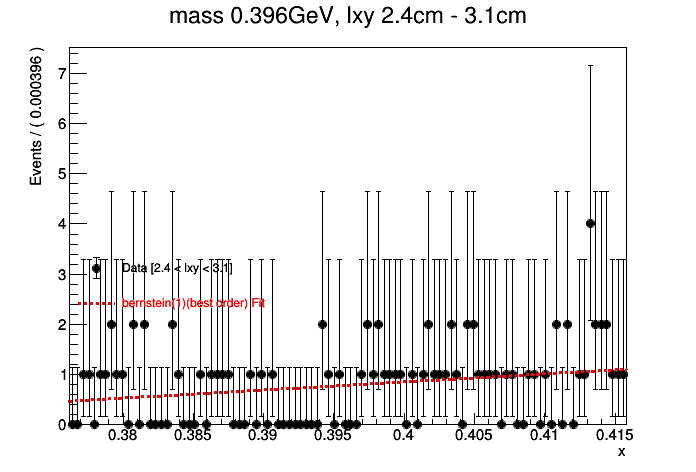 mass 0.396GeV, lxy 2.4cm - 3.1cm
Events / ( 0.000396 )
7
6
5
4
3
2
1
0
Data [2.4 < lxy < 3.1]
bernstein(1)(best order) Fit
0.38 0.385 0.39 0.395 0.4 0.405 0.41 0.415
x